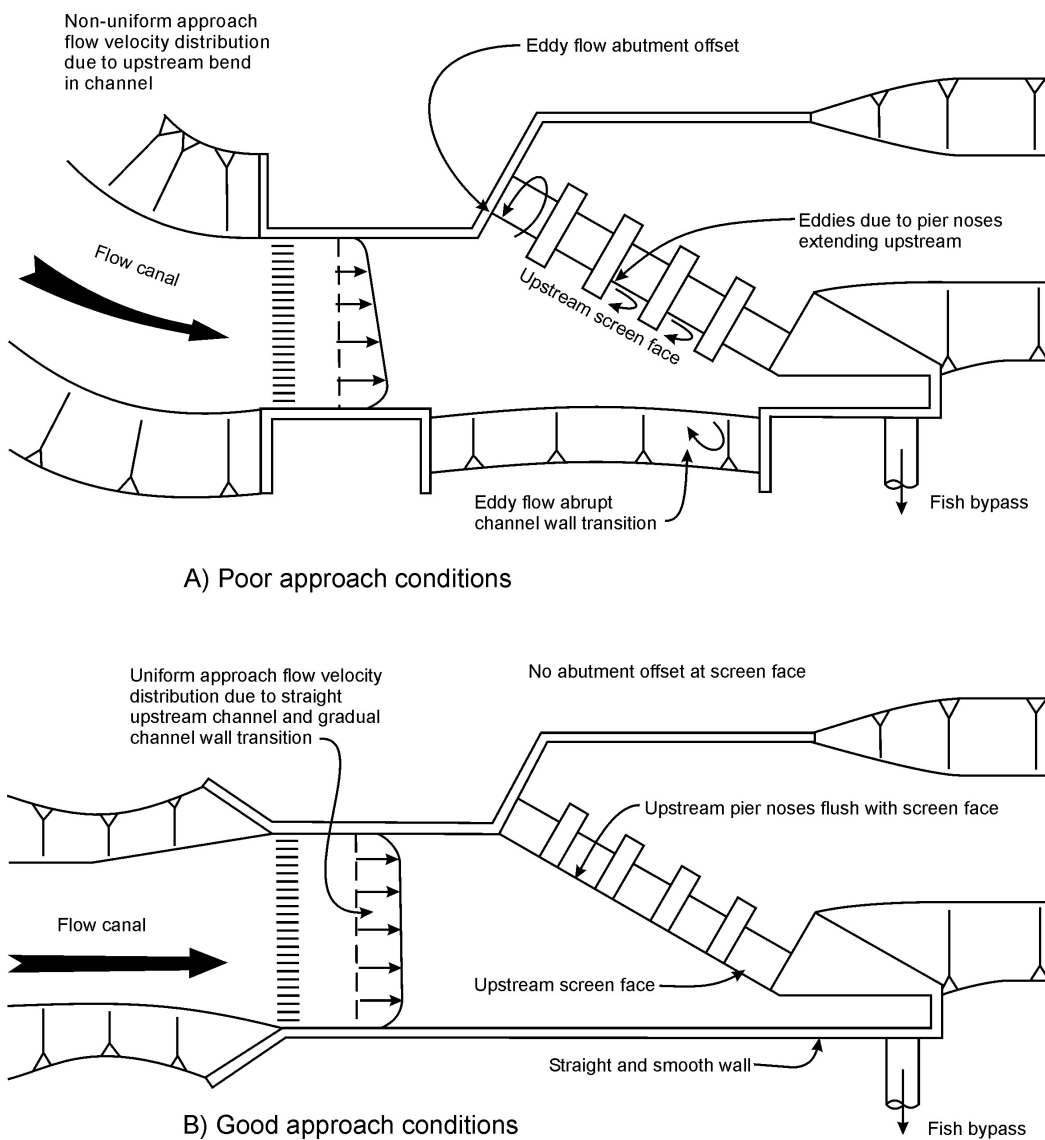 Non-uniform approach
flow velocity distribution
due to upstream bend
in channel
Eddy flow abutment offset
Flow canal
Eddies due to pier noses
extending upstream
Upstream screen face
Eddy flow abrupt
channel wall transition
Fish bypass
A) Poor approach conditions
Uniform approach flow velocity
distribution due to straight
upstream channel and gradual
channel wall transition
No abutment offset at screen face
Upstream pier noses flush with screen face
Flow canal
Upstream screen face
Straight and smooth wall
Fish bypass
B) Good approach conditions